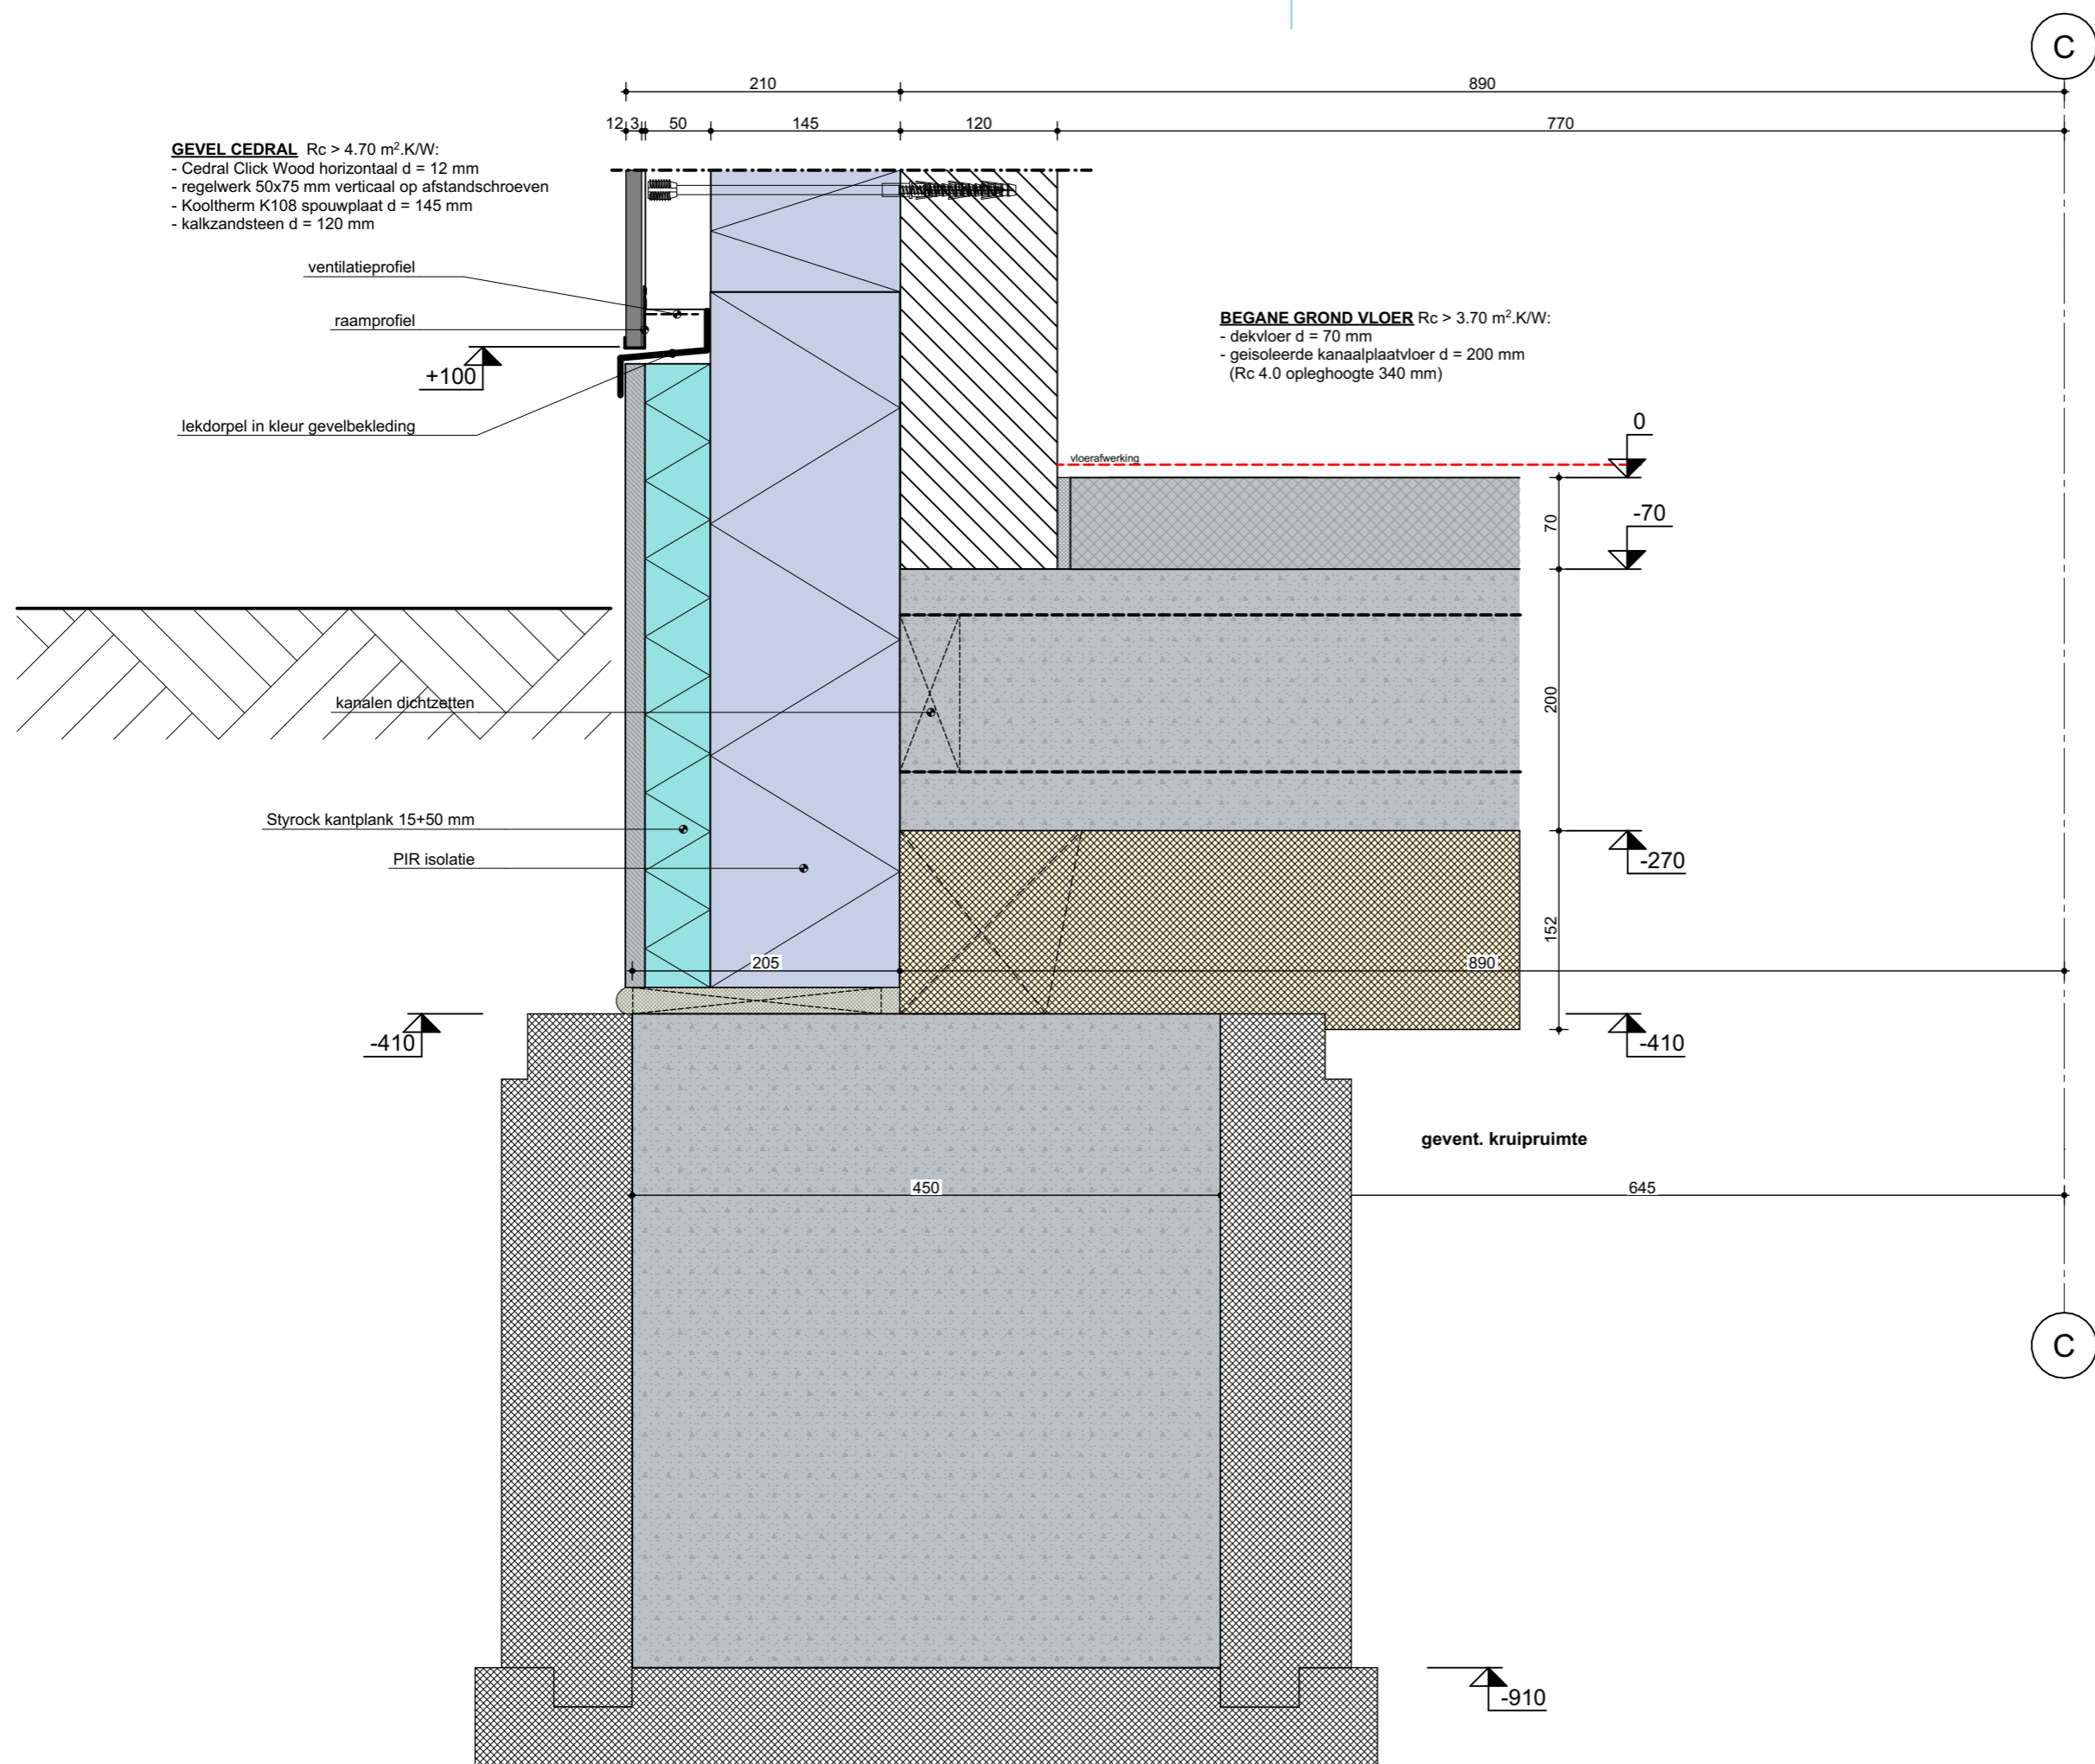 C
210
890
12
3
50
145
120
770
GEVEL CEDRAL Rc > 4.70 m².K/W:
- Cedral Click Wood horizontaal d = 12 mm
- regelwerk 50x75 mm verticaal op afstandschroeven
- Kooltherm K108 spouwplaat d = 145 mm
- kalkzandsteen d = 120 mm
ventilatieprofiel
raamprofiel
+100
lekdorpel in kleur gevelbekleding
BEGANE GROND VLOER Rc > 3.70 m².K/W:
- dekvloer d = 70 mm
- geisoleerde kanaalplaatvloer d = 200 mm
(Rc 4.0 opleghoogte 340 mm)
0
vloerafwerking
70
-70
kanalen dichtzetten
200
Styrock kantplank 15+50 mm
PIR isolatie
-270
152
205
890
-410
-410
gevent. kruipruimte
450
645
C
-910